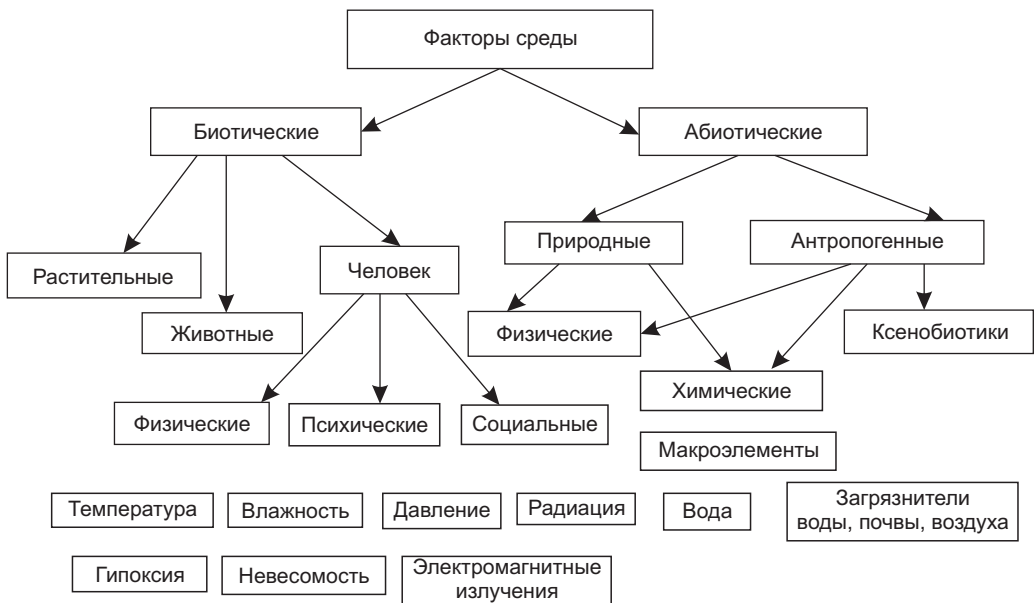 Факторы среды
Биотические
Абиотические
Природные
Антропогенные
Растительные
Человек
Животные
Физические
Ксенобиотики
Химические
Физические
Психические
Социальные
Макроэлементы
Температура
Влажность
Давление
Радиация
Вода
Загрязнители
воды, почвы, воздуха
Гипоксия
Невесомость
Электромагнитные
излучения